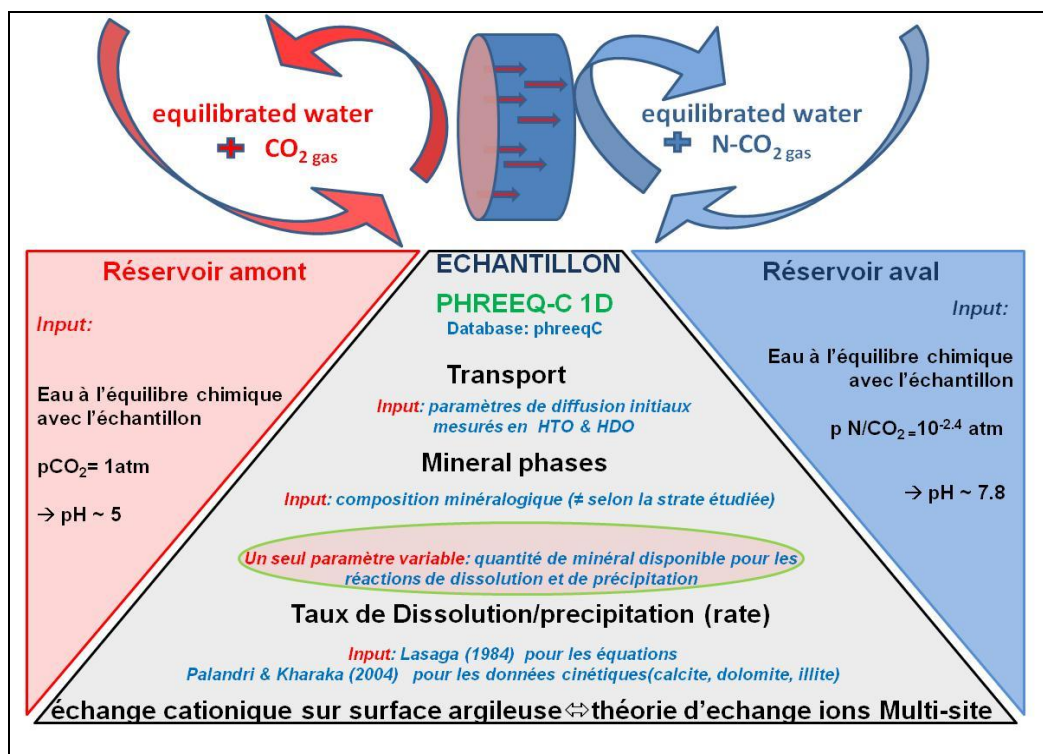 equilibrated water
+ CO2 gas
equilibrated water
+ N-CO2 gas
Réservoir amont
Input:
Eau à l'équilibre chimique
avec l'échantillon
pCO2= 1atm
→ pH ~ 5
ECHANTILLON
PHREEQ-C 1D
Database: phreeqC
Transport
Input: paramètres de diffusion initiaux
mesurés en HTO & HDO
Mineral phases
Input: composition minéralogique (≠ selon la strate étudiée)
Un seul paramètre variable: quantité de minéral disponible pour les
réactions de dissolution et de précipitation
Taux de Dissolution/precipitation (rate)
Input: Lasaga (1984) pour les équations
Palandri & Kharaka (2004) pour les données cinétiques(calcite, dolomite, illite)
échange cationique sur surface argileuse⇔théorie d'echange ions Multi-site
Réservoir aval
Input:
Eau à l'équilibre chimique
avec l'échantillon
p N/CO2 =10-2.4 atm
→ pH ~ 7.8